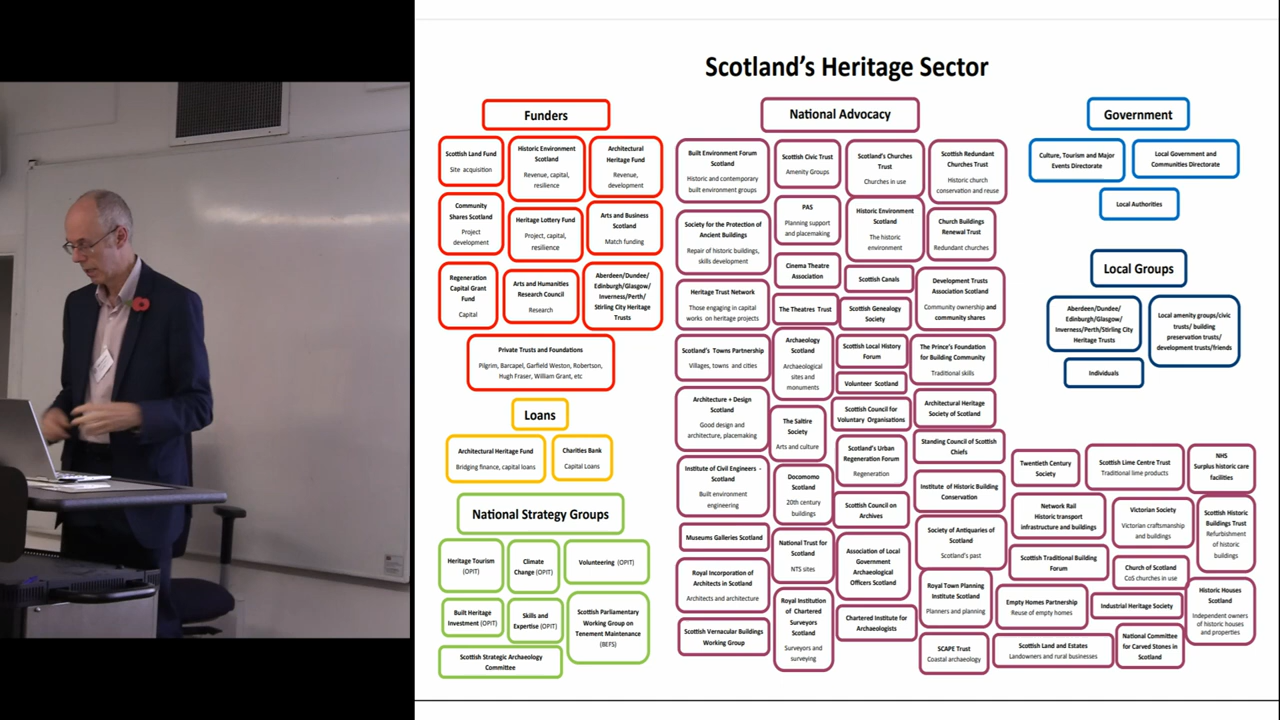 Scotland's Heritage Sector
Funders
Scottish Land Fund
Site acquisition
Historic Environment
Scotland
Revenue, capital,
resilience
Architectural
Heritage Fund
Revenue,
development
Community
Shares Scotland
Project
development
Heritage Lottery Fund
Project, capital,
resilience
Arts and Business
Scotland
Match funding
Regeneration
Capital Grant
Fund
Capital
Arts and Humanities
Research Council
Research
Aberdeen/Dundee/
Edinburgh/Glasgow/
Inverness/Perth/
Stirling City Heritage
Trusts
Private Trusts and Foundations
Pilgrim, Barcapel, Garfield Weston, Robertson,
Hugh Fraser, William Grant, etc
Loans
Architectural Heritage Fund
Bridging finance, capital loans
Charities Bank
Capital Loans
National Strategy Groups
Heritage Tourism
(OPIT)
Climate
Change (OPIT)
Volunteering (OPIT)
Built Heritage
Investment (OPIT)
Skills and
Expertise (OPIT)
Scottish Parliamentary
Working Group on
Tenement Maintenance
(BEFS)
Scottish Strategic Archaeology
Committee
National Advocacy
Built Environment Forum
Scotland
Historic and contemporary
built environment groups
Scottish Civic Trust
Amenity Groups
Scotland's Churches
Trust
Churches in use
Scottish Redundant
Churches Trust
Historic church
conservation and reuse
Society for the Protection of
Ancient Buildings
Repair of historic buildings,
skills development
PAS
Planning support
and placemaking
Historic Environment
Scotland
The historic
environment
Church Buildings
Renewal Trust
Redundant churches
Cinema Theatre
Association
Scottish Canals
Development Trusts
Association Scotland
Community ownership and
community shares
Heritage Trust Network
Those engaging in capital
works on heritage projects
The Theatres Trust
Scottish Genealogy
Society
Scotland's Towns Partnership
Villages, towns and cities
Archaeology
Scotland
Archaeological
sites and
monuments
Scottish Local History
Forum
The Prince's Foundation
for Building Community
Traditional skills
Volunteer Scotland
Architecture + Design
Scotland
Good design and
architecture, placemaking
The Saltire
Society
Arts and culture
Scottish Council for
Voluntary Organisations
Architectural Heritage
Society of Scotland
Scotland's Urban
Regeneration Forum
Regeneration
Standing Council of Scottish
Chiefs
Institute of Civil Engineers -
Scotland
Built environment
engineering
Docomomo
Scotland
20th century
buildings
Scottish Council on
Archives
Institute of Historic Building
Conservation
Museums Galleries Scotland
National Trust for
Scotland
NTS sites
Association of Local
Government
Archaeological
Officers Scotland
Society of Antiquaries of
Scotland
Scotland's past
Royal Incorporation of
Architects in Scotland
Architects and architecture
Royal Institution
of Chartered
Surveyors
Scotland
Surveyors and
surveying
Chartered Institute for
Archaeologists
Royal Town Planning
Institute Scotland
Planners and planning
Scottish Vernacular Buildings
Working Group
SCAPE Trust
Coastal archaeology
Twentieth Century
Society
Scottish Lime Centre Trust
Traditional lime products
NHS
Surplus historic care
facilities
Network Rail
Historic transport
infrastructure and buildings
Victorian Society
Victorian craftsmanship
and buildings
Scottish Historic
Buildings Trust
Refurbishment
of historic
buildings
Scottish Traditional Building
Forum
Church of Scotland
CoS churches in use
Empty Homes Partnership
Reuse of empty homes
Industrial Heritage Society
Historic Houses
Scotland
Independent owners
of historic houses
and properties
Scottish Land and Estates
Landowners and rural businesses
National Committee
for Carved Stones in
Scotland
Government
Culture, Tourism and Major
Events Directorate
Local Government and
Communities Directorate
Local Authorities
Local Groups
Aberdeen/Dundee/
Edinburgh/Glasgow/
Inverness/Perth/Stirling City
Heritage Trusts
Local amenity groups/civic
trusts/ building
preservation trusts/
development trusts/friends
Individuals